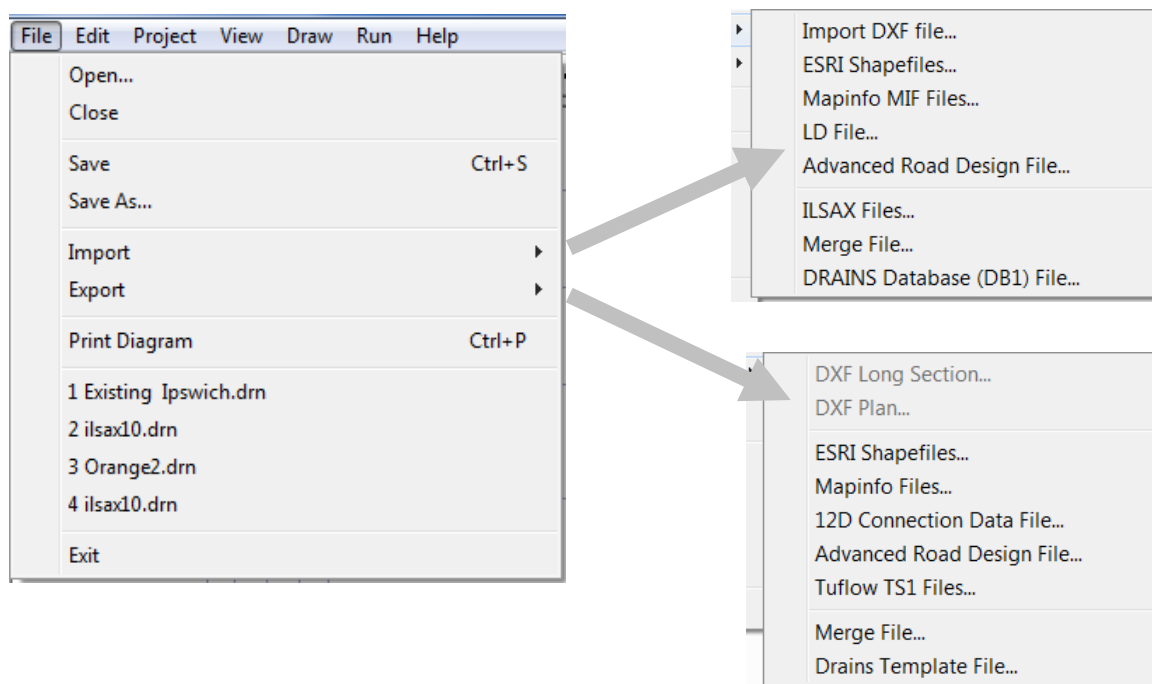 File Edit Project View Draw Run Help
Open...
Close
Save Ctrl+S
Save As...
Import
Export
Print Diagram Ctrl+P
1 Existing Ipswich.drn
2 ilsax10.drn
3 Orange2.drn
4 ilsax10.drn
Exit
Import DXF file...
ESRI Shapefiles...
Mapinfo MIF Files...
LD File...
Advanced Road Design File...
ILSAX Files...
Merge File...
DRAINS Database (DB1) File...
DXF Long Section...
DXF Plan...
ESRI Shapefiles...
Mapinfo Files...
12D Connection Data File...
Advanced Road Design File...
Tuflow TS1 Files...
Merge File...
Drains Template File...